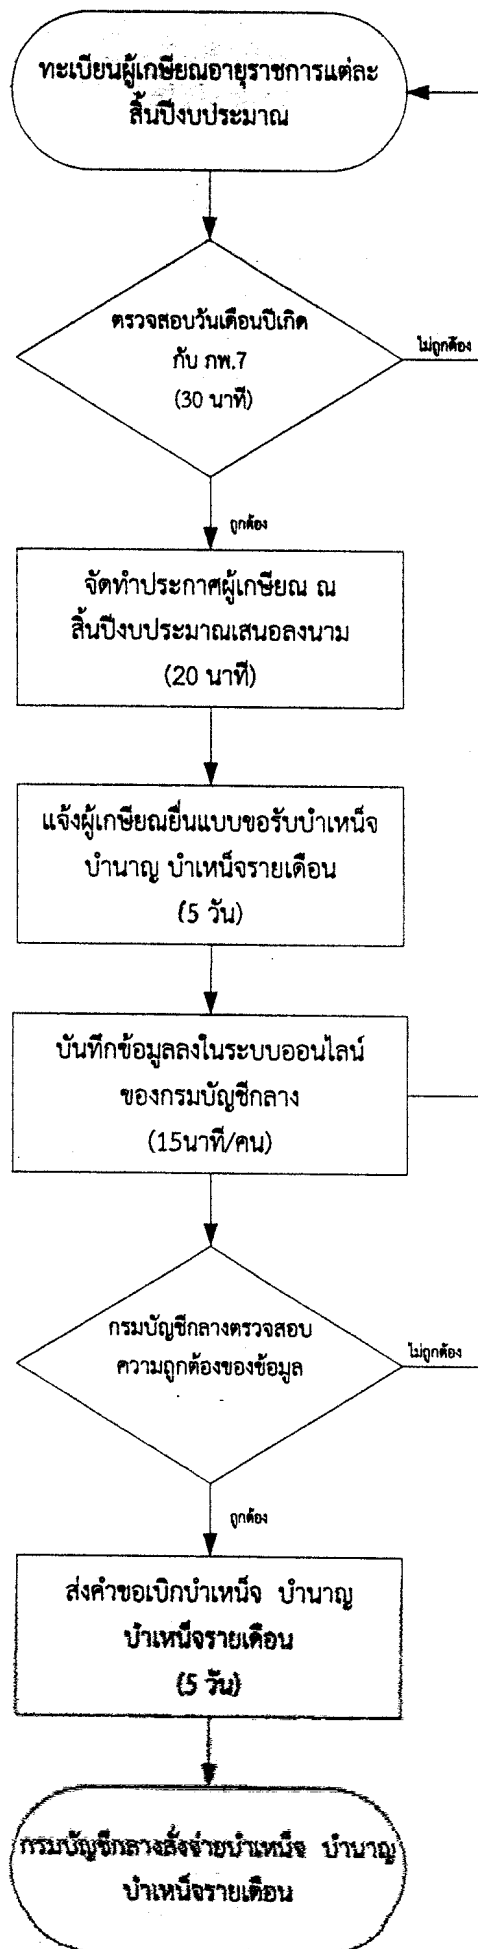 ทะเบียนผู้เกษียณอายุราชการแต่ละ
สิ้นปีงบประมาณ
ตรวจสอบวันเดือนปีเกิด
กับ กพ.7
(30 นาที)
ไม่ถูกต้อง
ถูกต้อง
จัดทำประกาศผู้เกษียณ ณ
สิ้นปีงบประมาณเสนอลงนาม
(20 นาที)
แจ้งผู้เกษียณยื่นแบบขอรับบำเหน็จ
บำนาญ บำเหน็จรายเดือน
(5 วัน)
บันทึกข้อมูลลงในระบบออนไลน์
ของกรมบัญชีกลาง
(15นาที/คน)
กรมบัญชีกลางตรวจสอบ
ความถูกต้องของข้อมูล
ไม่ถูกต้อง
ถูกต้อง
ส่งคำขอเบิกบำเหน็จ บำนาญ
บำเหน็จรายเดือน
(5 วัน)
กรมบัญชีกลางสั่งจ่ายบำเหน็จ บำนาญ
บำเหน็จรายเดือน